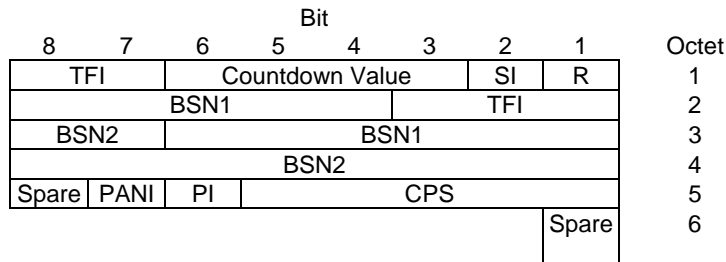 Bit
8 7 6 5 4 3 2 1 Octet
TFI Countdown Value SI R 1
BSN1 TFI 2
BSN2 BSN1 3
BSN2 4
Spare PANI PI CPS 5
Spare 6